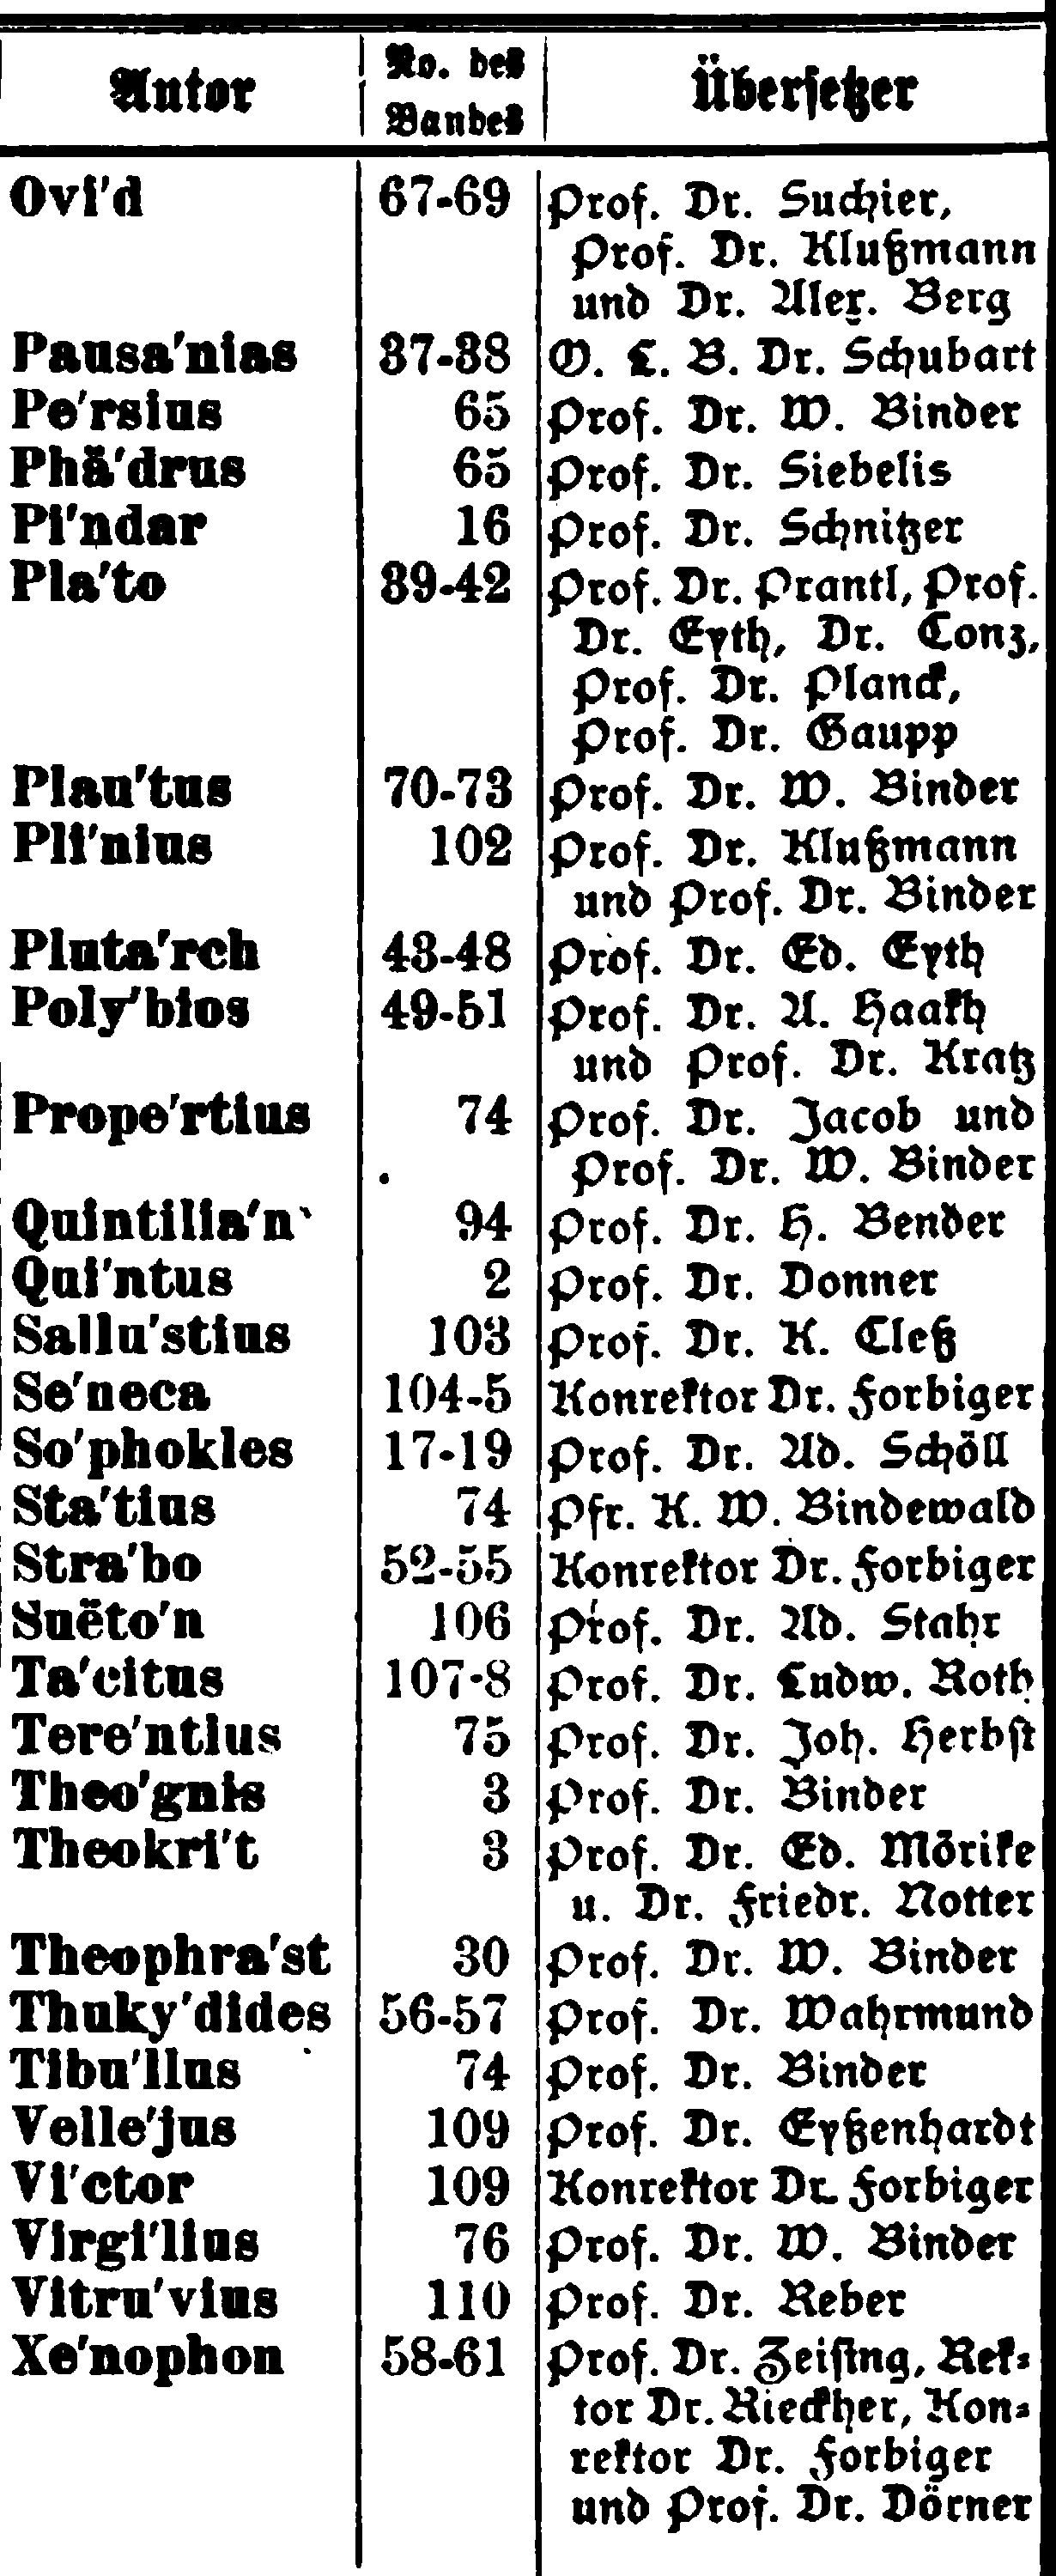 Autor No. des Bandes Übersetzer
Ovi'd 67-69 Prof. Dr. Suchier,
Prof. Dr. Klußmann
und Dr. Alex. Berg
Pausa'nias 37-38 O. L. B. Dr. Schubart
Pe'rsius 65 Prof. Dr. W. Binder
Phä'drus 65 Prof. Dr. Siebelis
Pi'ndar 16 Prof. Dr. Schnitzer
Pla'to 39-42 Prof. Dr. Prantl, Prof.
Dr. Eyth, Dr. Conz,
Prof. Dr. Planck,
Prof. Dr. Gaupp
Plau'tus 70-73 Prof. Dr. W. Binder
Pli'nius 102 Prof. Dr. Klußmann
und Prof. Dr. Binder
Pluta'rch 43-48 Prof. Dr. Ed. Eyth
Poly'bios 49-51 Prof. Dr. A. Haakh
und Prof. Dr. Kratz
Prope'rtius 74 Prof. Dr. Jacob und
Prof. Dr. W. Binder
Quintilia'n 94 Prof. Dr. H. Bender
Qui'ntus 2 Prof. Dr. Donner
Sallu'stius 103 Prof. Dr. K. Cleß
Se'neca 104-5 Konrektor Dr. Forbiger
So'phokles 17-19 Prof. Dr. Ad. Schöll
Sta'tius 74 Pfr. K. W. Bindewald
Stra'bo 52-55 Konrektor Dr. Forbiger
Suëto'n 106 Prof. Dr. Ad. Stahr
Ta'citus 107-8 Prof. Dr. Ludw. Roth
Tere'ntius 75 Prof. Dr. Joh. Herbst
Theo'gnis 3 Prof. Dr. Binder
Theokri't 3 Prof. Dr. Ed. Mörike
u. Dr. Friedr. Notter
Theophra'st 30 Prof. Dr. W. Binder
Thuky'dides 56-57 Prof. Dr. Wahrmund
Tibu'llus 74 Prof. Dr. Binder
Velle'jus 109 Prof. Dr. Eyßenhardt
Vi'ctor 109 Konrektor Dr. Forbiger
Virgi'lius 76 Prof. Dr. W. Binder
Vitru'vius 110 Prof. Dr. Reber
Xe'nophon 58-61 Prof. Dr. Zeising, Rek-
tor Dr. Rieckher, Kon-
rektor Dr. Forbiger
und Prof. Dr. Dörner